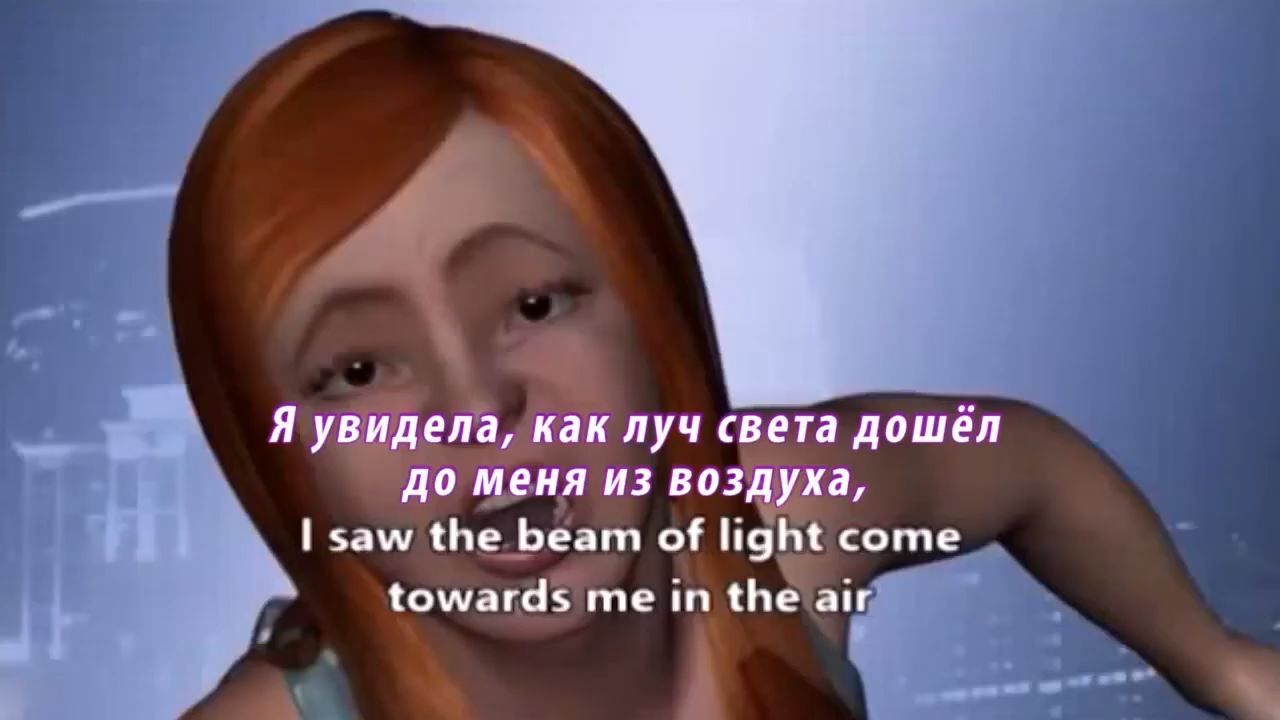 Я увидела, как луч света дошёл
до меня из воздуха,
I saw the beam of light come
towards me in the air